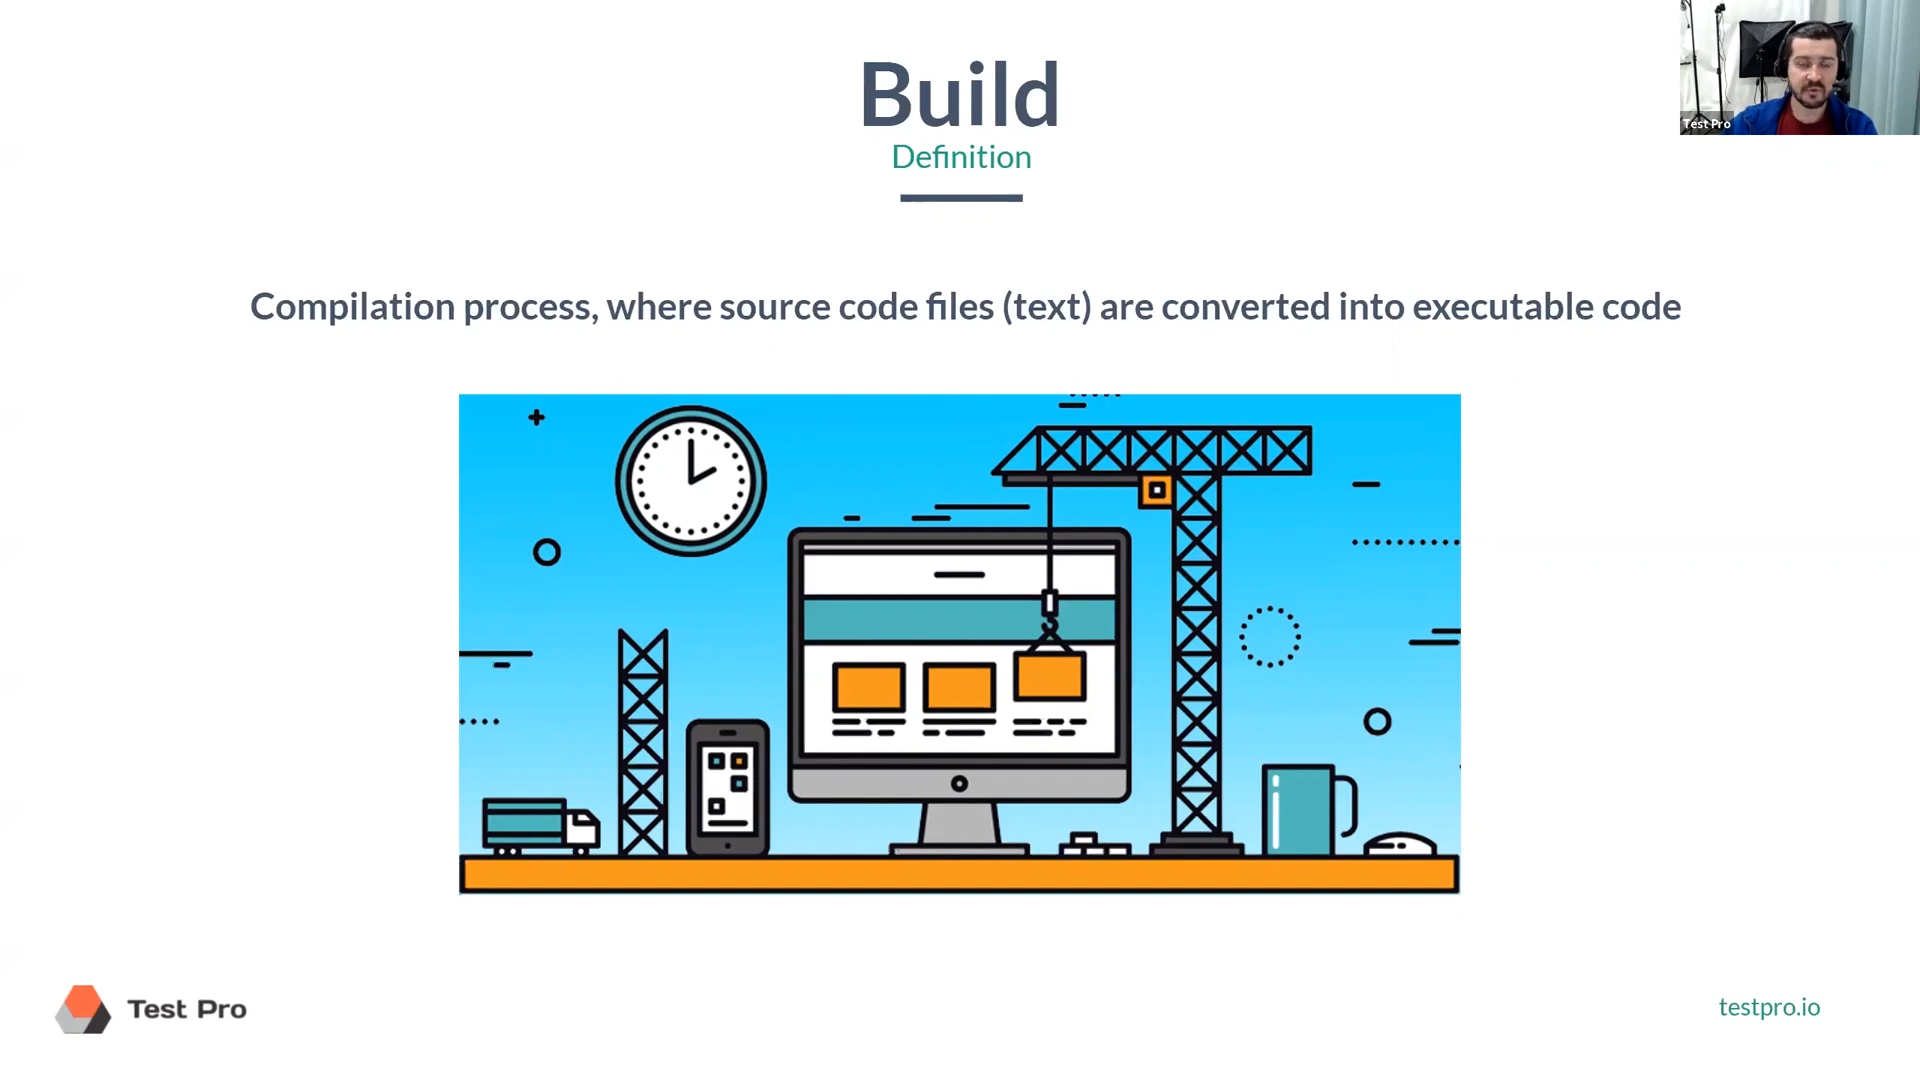 Build
Definition
Compilation process, where source code files (text) are converted into executable code
Test Pro
Test Pro
testpro.io